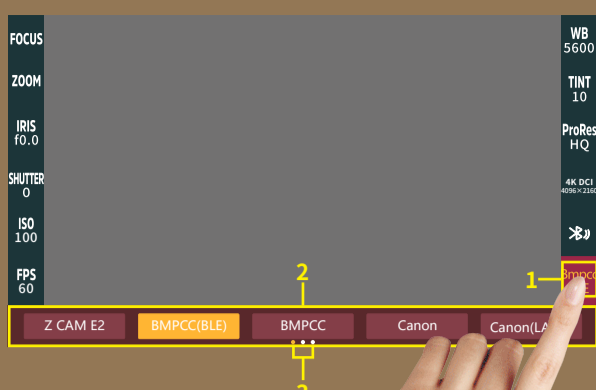 FOCUS
ZOOM
IRIS
f0.0
SHUTTER
0
ISO
100
FPS
60
WB
5600
TINT
10
ProRes
HQ
4K DCI
4096×2160
1
2
Z CAM E2
BMPCC(BLE)
BMPCC
Canon
3